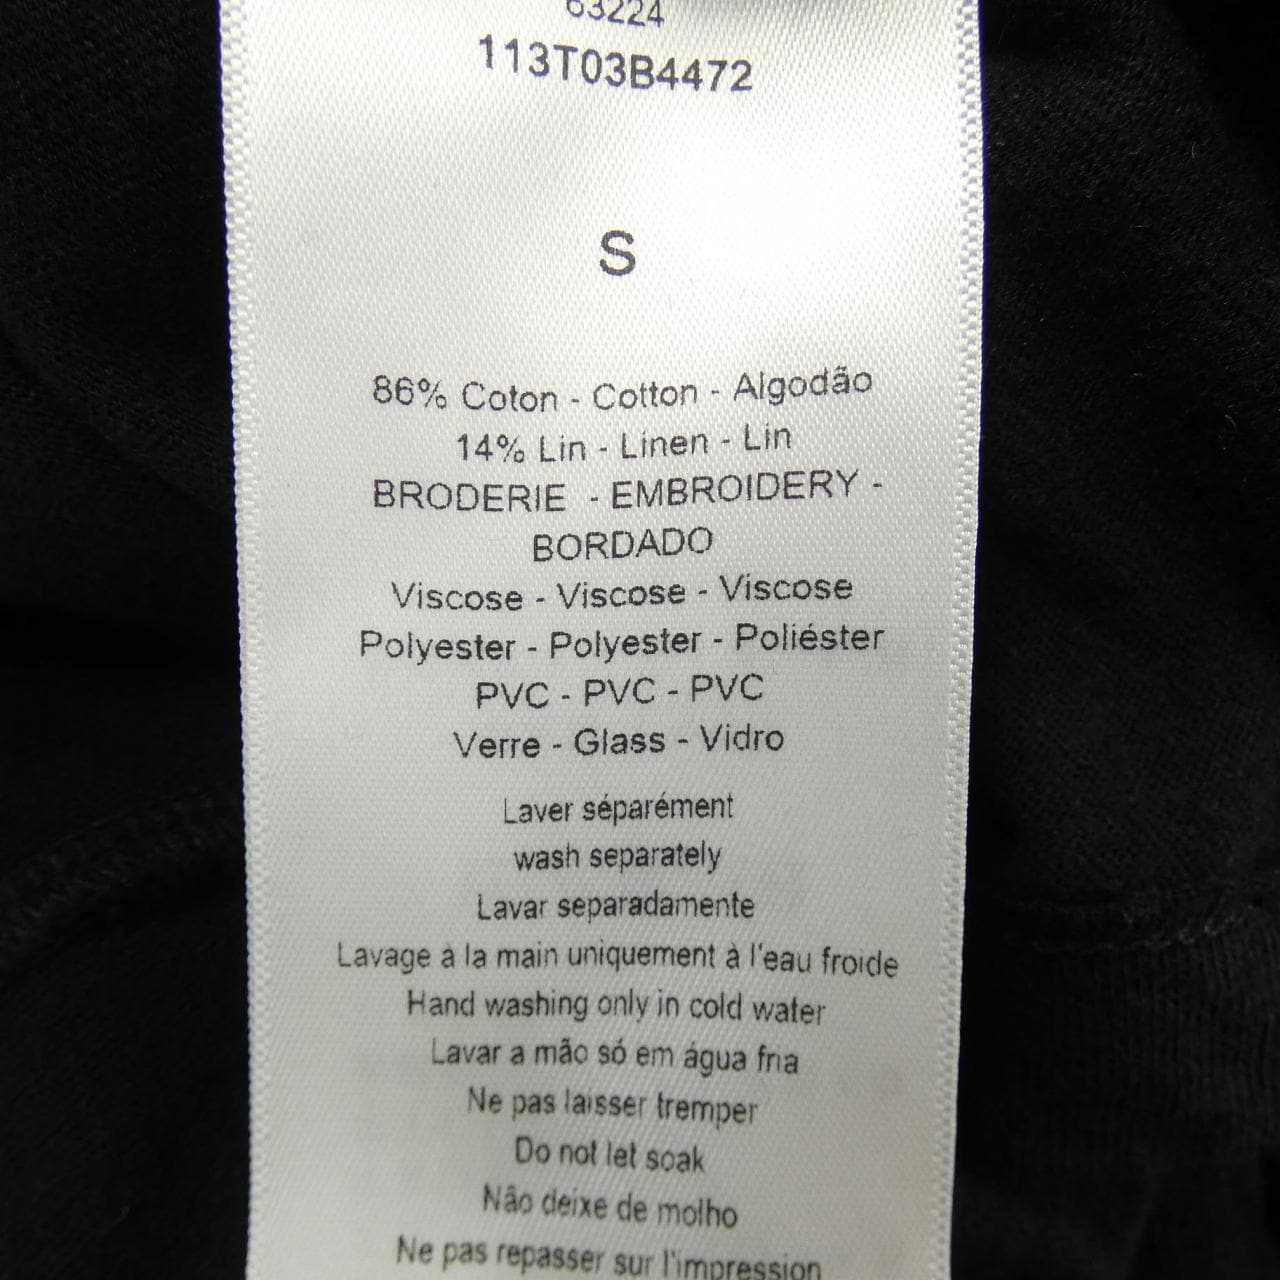 63224
113T03B4472
S
86% Coton - Cotton - Algodão
14% Lin - Linen - Lin
BRODERIE - EMBROIDERY -
BORDADO
Viscose - Viscose - Viscose
Polyester - Polyester - Poliéster
PVC - PVC - PVC
Verre - Glass - Vidro
Laver séparément
wash separately
Lavar separadamente
Lavage à la main uniquement à l'eau froide
Hand washing only in cold water
Lavar a mão só em água fria
Ne pas laisser tremper
Do not let soak
Não deixe de molho
Ne pas repasser sur l'impression